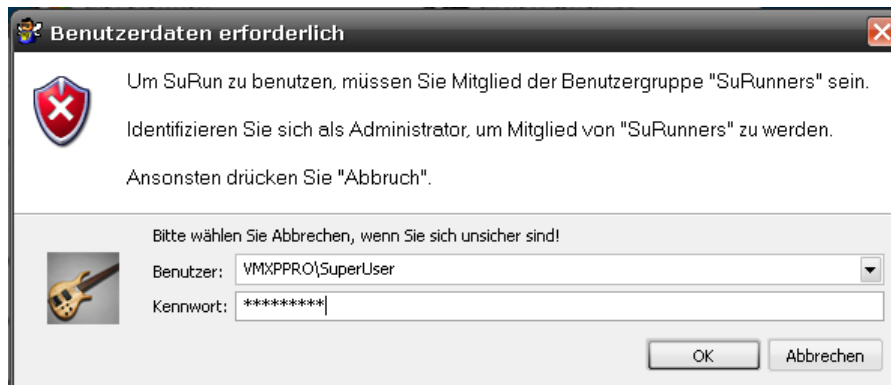 Benutzerdaten erforderlich
Um SuRun zu benutzen, müssen Sie Mitglied der Benutzergruppe "SuRunners" sein.
Identifizieren Sie sich als Administrator, um Mitglied von "SuRunners" zu werden.
Ansonsten drücken Sie "Abbruch".
Bitte wählen Sie Abbrechen, wenn Sie sich unsicher sind!
Benutzer: VMXPPRO\SuperUser
Kennwort: *********
OK Abbrechen